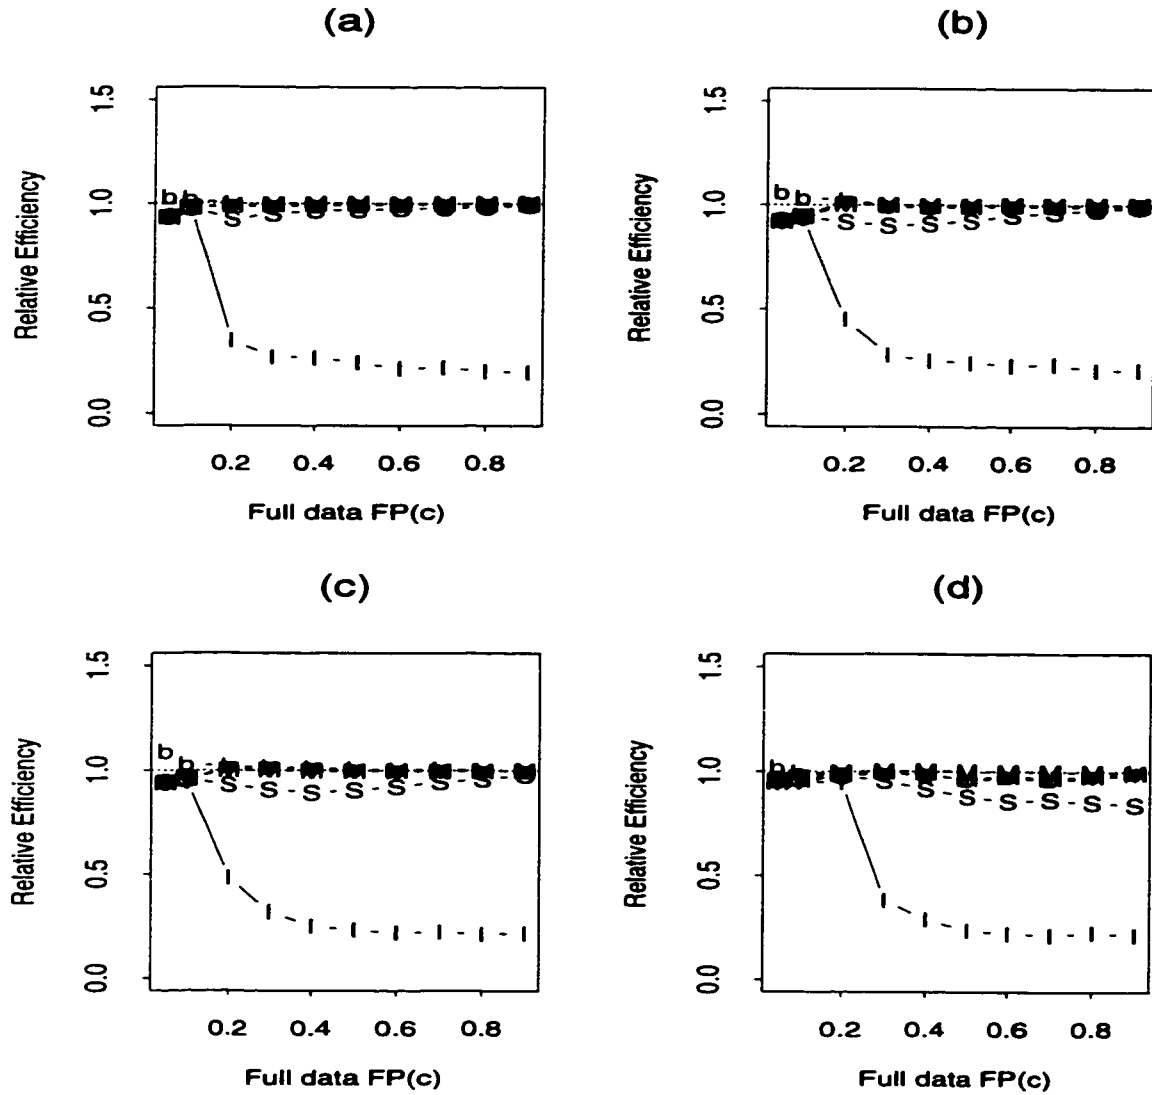 (a)
(b)
Relative Efficiency
0.0 0.5 1.0 1.5
b b
S S
I I I I I I I I
0.2 0.4 0.6 0.8
Full data FP(c)
Relative Efficiency
0.0 0.5 1.0 1.5
b b
M
S S S S S S
I I I I I I I I
0.2 0.4 0.6 0.8
Full data FP(c)
(c)
(d)
Relative Efficiency
0.0 0.5 1.0 1.5
b b
S S S S S S
I I I I I I I I
0.2 0.4 0.6 0.8
Full data FP(c)
Relative Efficiency
0.0 0.5 1.0 1.5
b
M M
S S S S S S S
I I I I I I I
0.2 0.4 0.6 0.8
Full data FP(c)